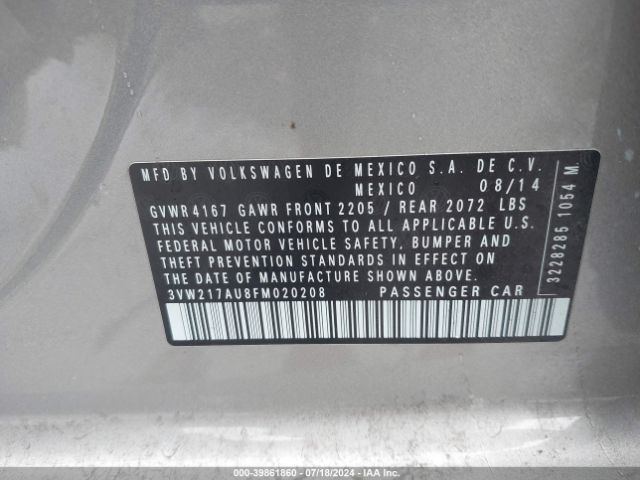 MFD BY VOLKSWAGEN DE MEXICO S.A. DE C.V.
MEXICO 08/14
GVWR 4167 GAWR FRONT 2205 / REAR 2072 LBS
THIS VEHICLE CONFORMS TO ALL APPLICABLE U.S.
FEDERAL MOTOR VEHICLE SAFETY, BUMPER AND
THEFT PREVENTION STANDARDS IN EFFECT ON
THE DATE OF MANUFACTURE SHOWN ABOVE.
3VW217AU8FM020208 PASSENGER CAR
3228285 1054 M
000-39861860 - 07/18/2024 - IAA Inc.